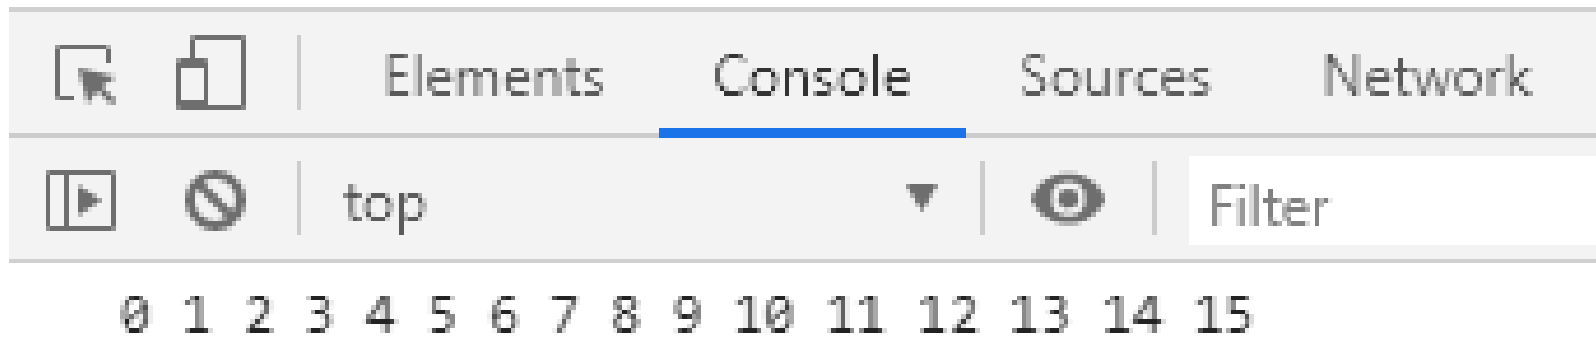 Elements Console Sources Network
top Filter
0 1 2 3 4 5 6 7 8 9 10 11 12 13 14 15